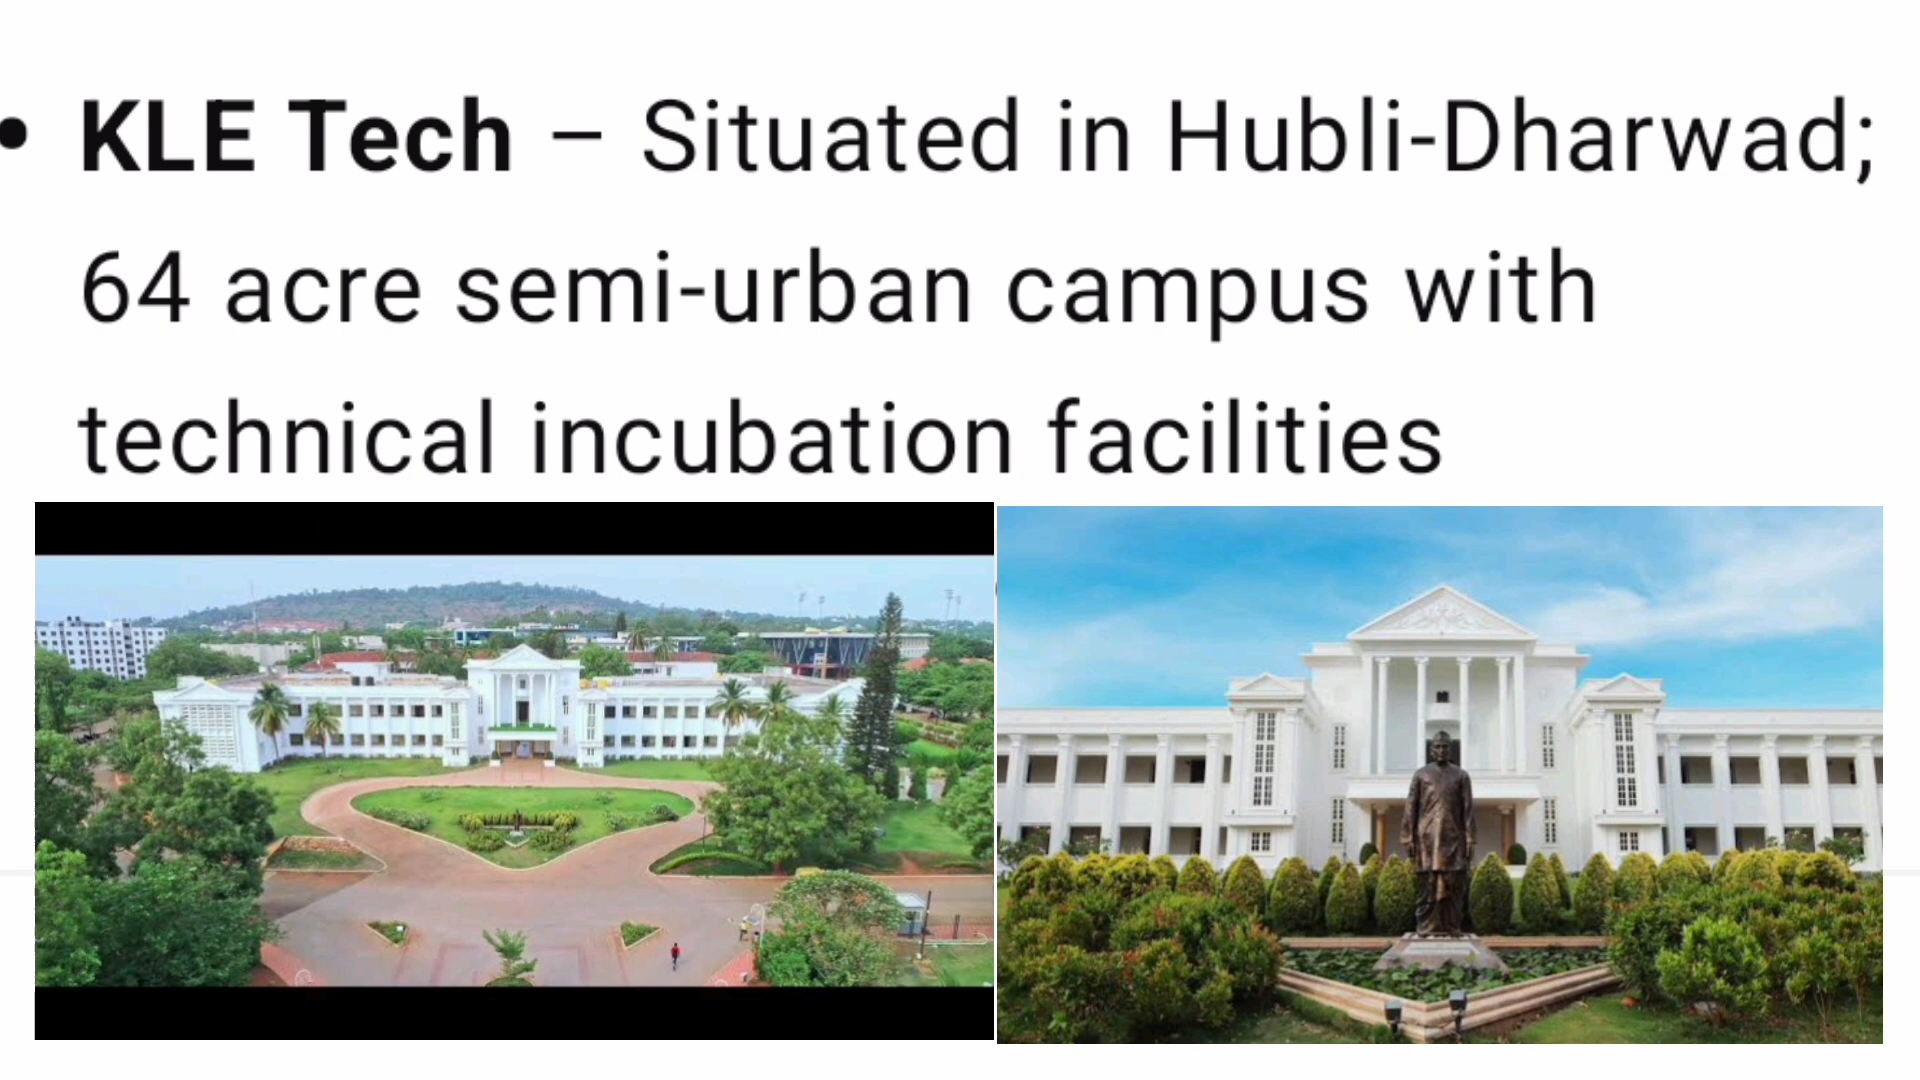 • KLE Tech – Situated in Hubli-Dharwad;
64 acre semi-urban campus with
technical incubation facilities